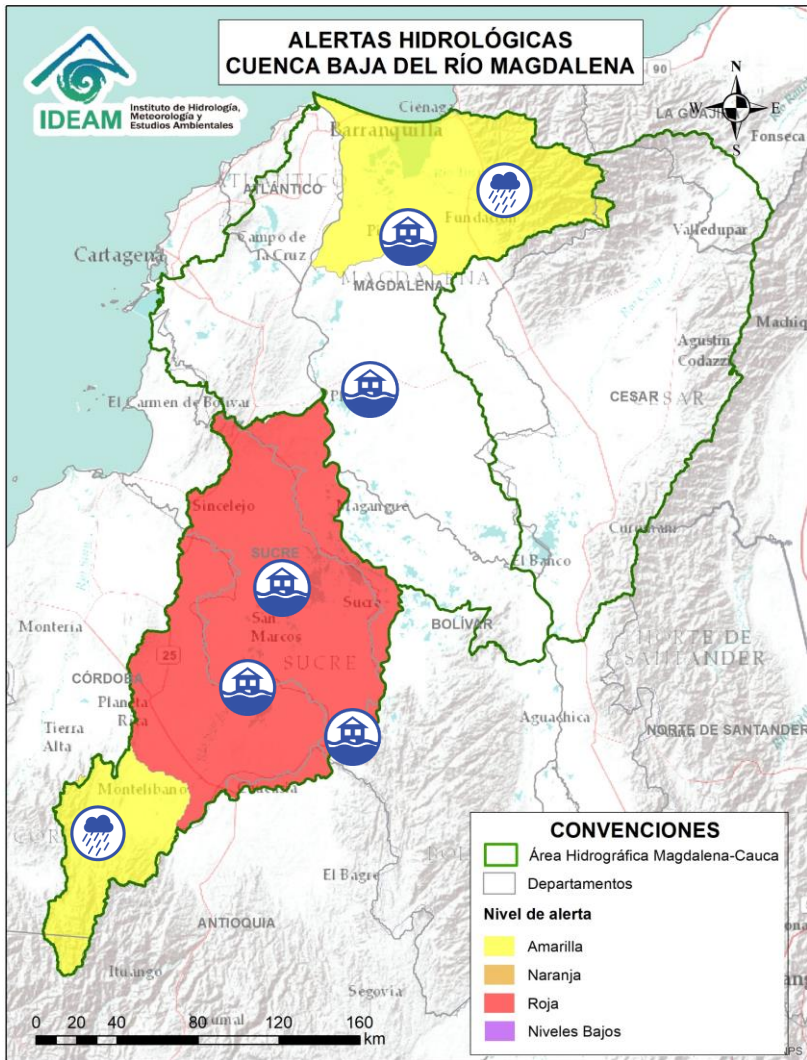 ALERTAS HIDROLÓGICAS
CUENCA BAJA DEL RÍO MAGDALENA
IDEAM
Instituto de Hidrología,
Meteorología y
Estudios Ambientales
90
N
W
E
S
Ciénaga
LA GUAJIRA
Barranquilla
Fonseca
ATLÁNTICO
Fundación
Valledupar
Cartagena
Campo de
la Cruz
MAGDALENA
MAGDALENA
Agustín
Codazzi
CESAR
CESAR
El Carmen de Bolívar
Sincelejo
Magangue
Curumaní
SUCRE
El Banco
Sucre
BOLÍVAR
Montería
San
Marcos
NORTE DE
SANTANDER
25
SUCRE
CÓRDOBA
Planeta
Rica
Aguachica
NORTE DE SANTANDER
Tierra
Alta
Montelíbano
El Bagre
ANTIOQUIA
Ituango
Segovia
CONVENCIONES
Área Hidrográfica Magdalena-Cauca
Departamentos
Nivel de alerta
Amarilla
Naranja
Roja
Niveles Bajos
0 20 40 80 120 160
km